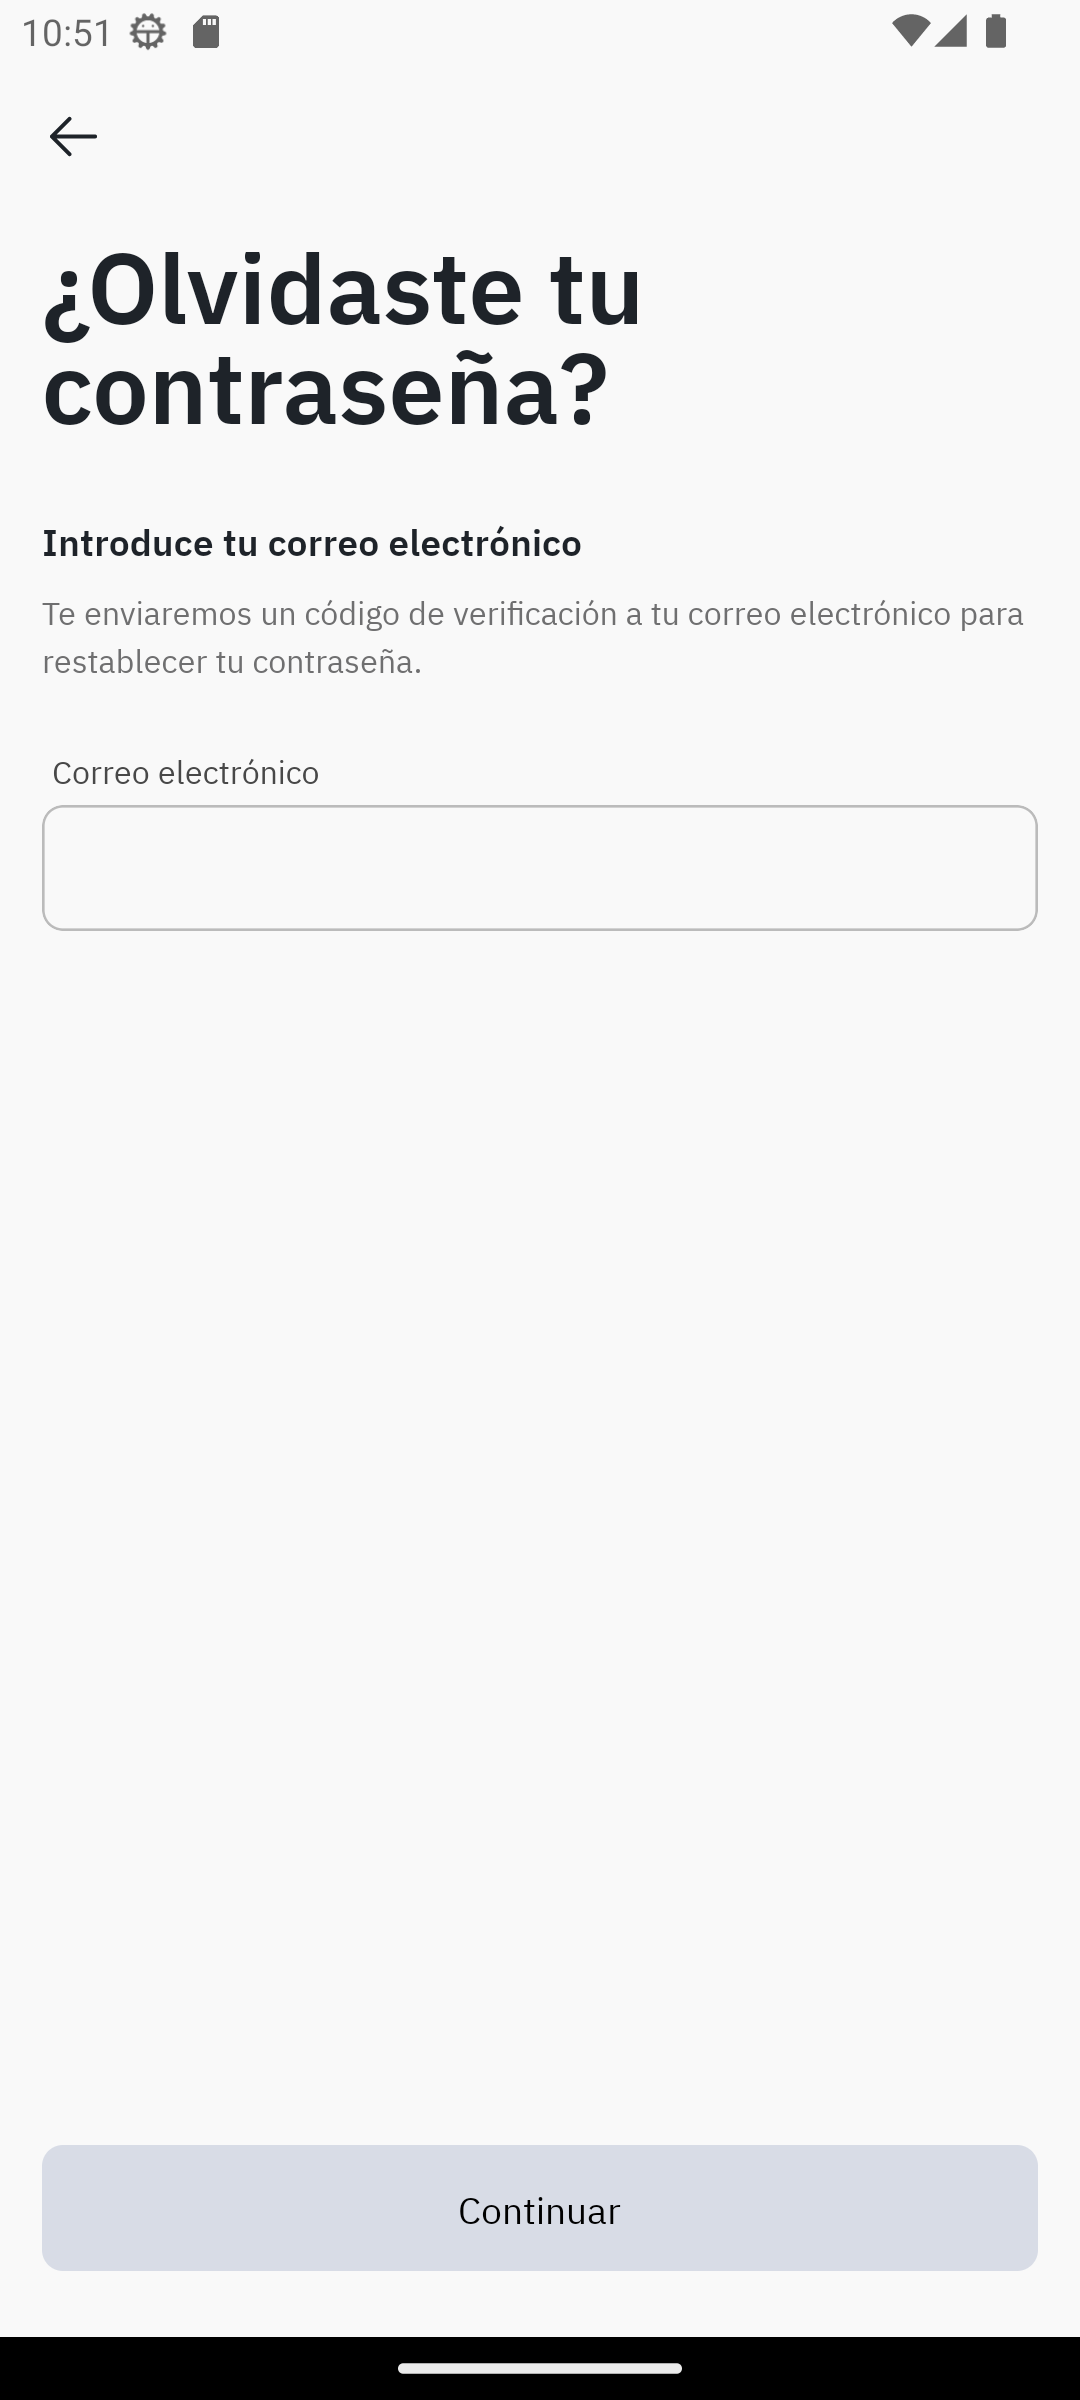 10:51
¿Olvidaste tu
contraseña?
Introduce tu correo electrónico
Te enviaremos un código de verificación a tu correo electrónico para
restablecer tu contraseña.
Correo electrónico
Continuar